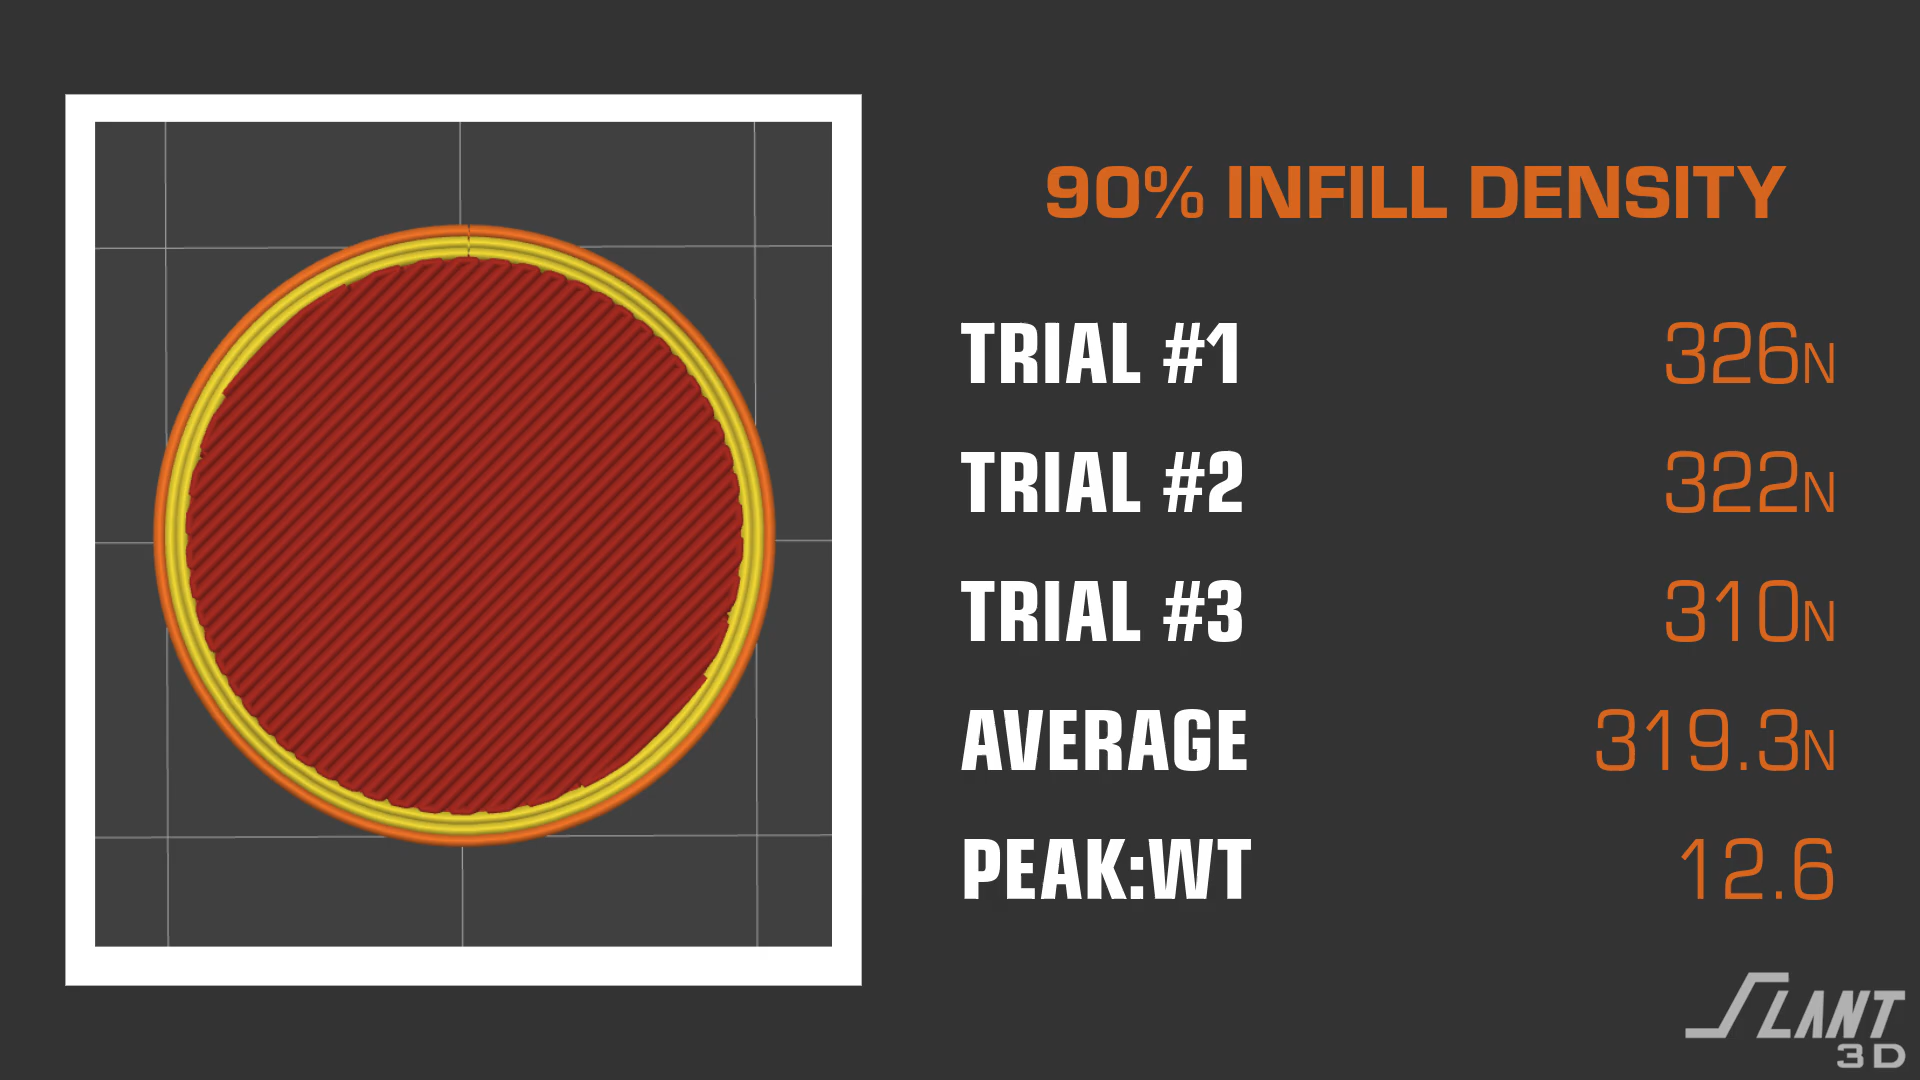 90% INFILL DENSITY
TRIAL #1 326N
TRIAL #2 322N
TRIAL #3 310N
AVERAGE 319.3N
PEAK:WT 12.6
SLANT
3D